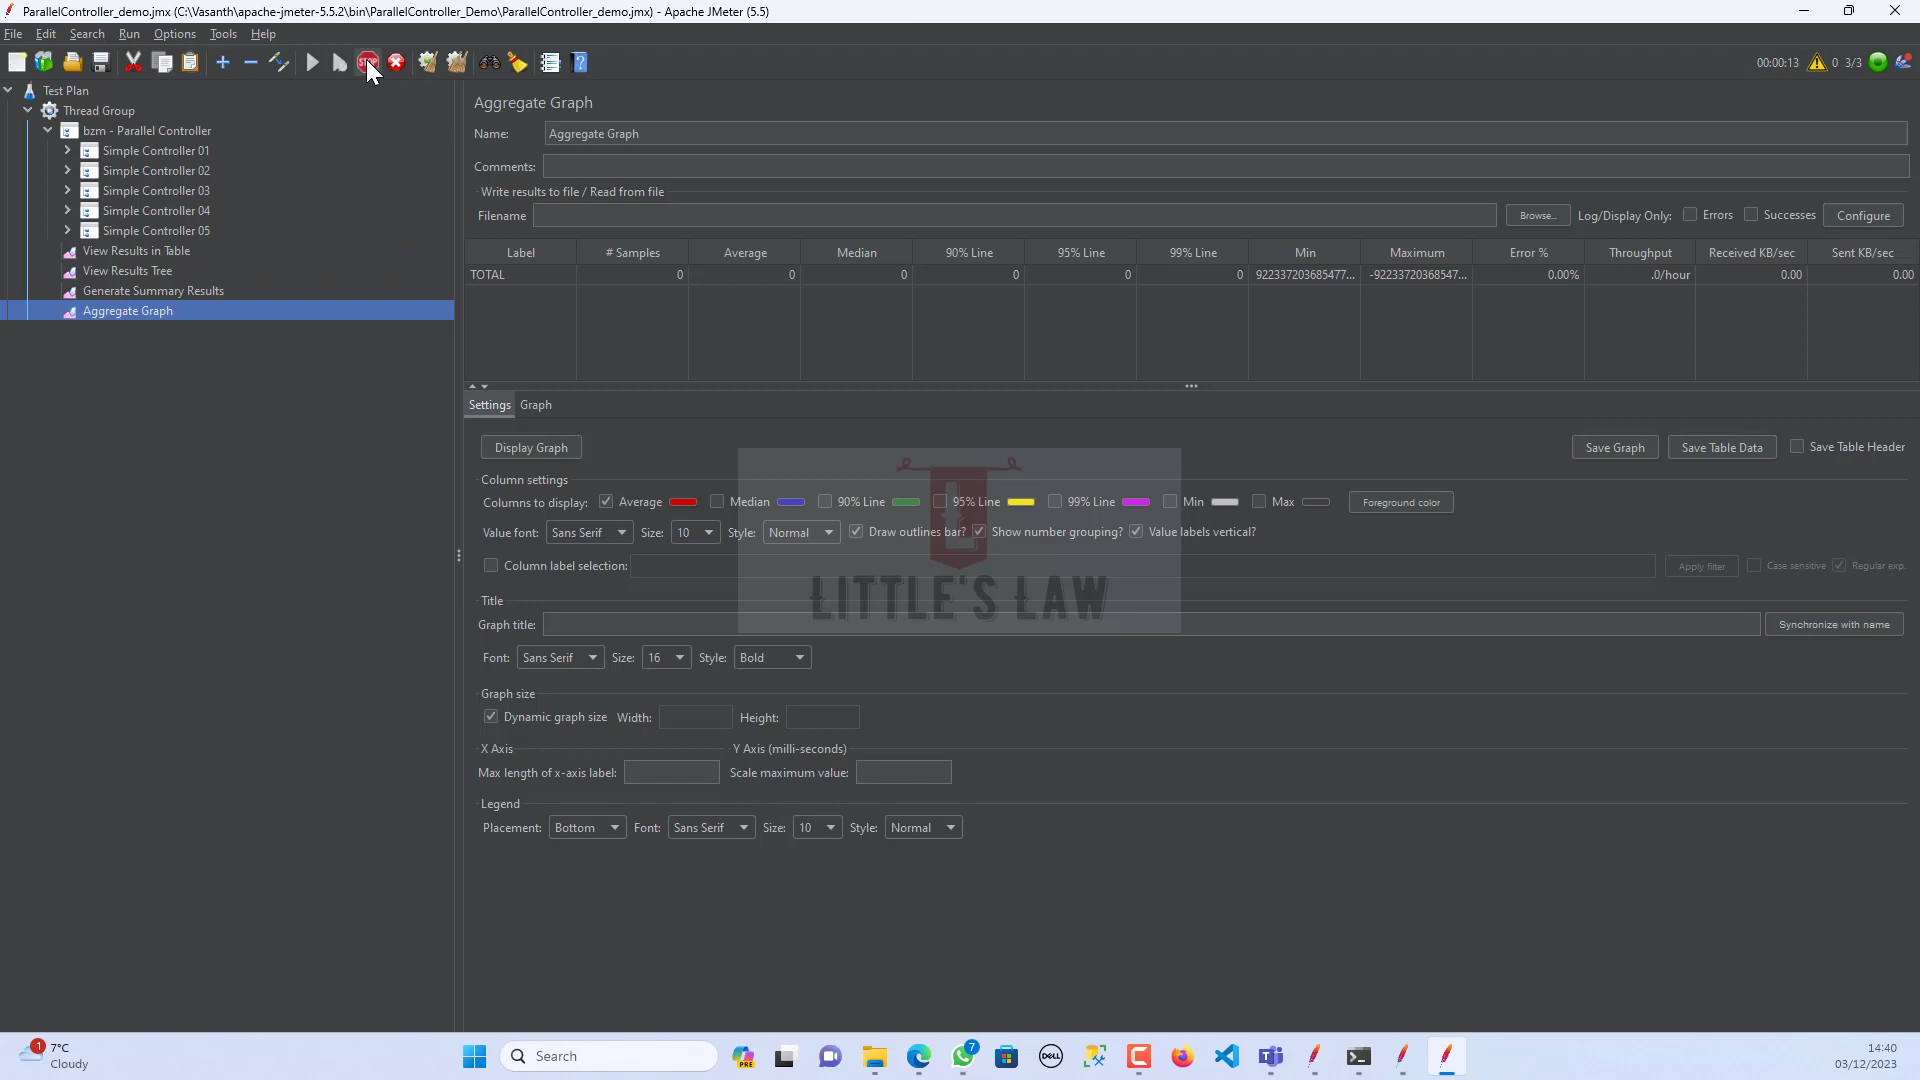 ParallelController_demo.jmx (C:\Vasanth\apache-jmeter-5.5.2\bin\ParallelController_Demo\ParallelController_demo.jmx) - Apache JMeter (5.5)
File Edit Search Run Options Tools Help
STOP 00:00:13 0 3/3
Test Plan
Thread Group
bzm - Parallel Controller
Simple Controller 01
Simple Controller 02
Simple Controller 03
Simple Controller 04
Simple Controller 05
View Results in Table
View Results Tree
Generate Summary Results
Aggregate Graph
Aggregate Graph
Name: Aggregate Graph
Comments:
Write results to file / Read from file
Filename Browse... Log/Display Only: Errors Successes Configure
Label # Samples Average Median 90% Line 95% Line 99% Line Min Maximum Error % Throughput Received KB/sec Sent KB/sec
TOTAL 0 0 0 0 0 0 922337203685477... -92233720368547... 0.00% .0/hour 0.00 0.00
Settings Graph
Display Graph Save Graph Save Table Data Save Table Header
Column settings
Columns to display: Average Median 90% Line 95% Line 99% Line Min Max Foreground color
Value font: Sans Serif Size: 10 Style: Normal Draw outlines bar? Show number grouping? Value labels vertical?
Column label selection: Apply filter Case sensitive Regular exp.
LITTLE'S LAW
Title
Graph title: Synchronize with name
Font: Sans Serif Size: 16 Style: Bold
Graph size
Dynamic graph size Width: Height:
X Axis Y Axis (milli-seconds)
Max length of x-axis label: Scale maximum value:
Legend
Placement: Bottom Font: Sans Serif Size: 10 Style: Normal
1 7°C
Cloudy
Search
PRE
7
DELL
14:40
03/12/2023